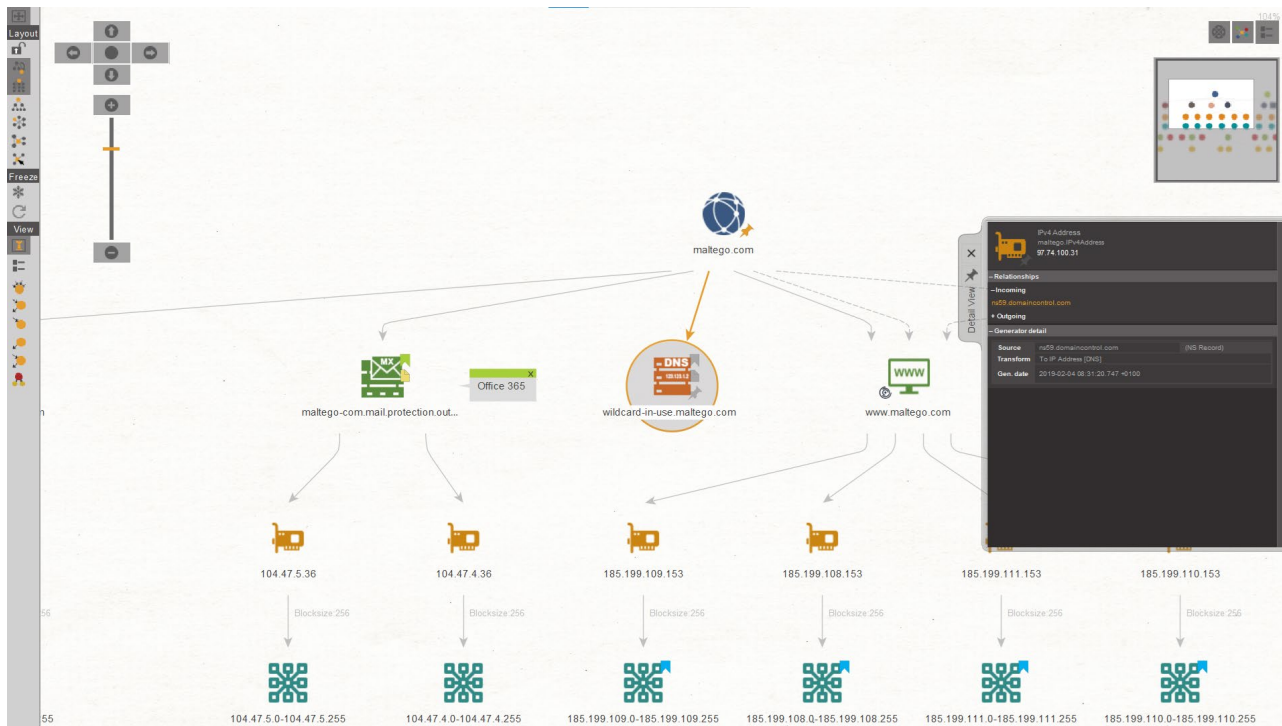 104%
Layout
Freeze
View
maltego.com
MX
Office 365
X
maltego-com.mail.protection.out...
DNS
123.123.1.2
wildcard-in-use.maltego.com
WWW
www.maltego.com
n
104.47.5.36
104.47.4.36
185.199.109.153
185.199.108.153
185.199.111.153
185.199.110.153
56
Blocksize:256
Blocksize:256
Blocksize:256
Blocksize:256
Blocksize:256
Blocksize:256
55
104.47.5.0-104.47.5.255
104.47.4.0-104.47.4.255
185.199.109.0-185.199.109.255
185.199.108.0-185.199.108.255
185.199.111.0-185.199.111.255
185.199.110.0-185.199.110.255
Detail View
IPv4 Address
maltego.IPv4Address
97.74.100.31
− Relationships
− Incoming
ns59.domaincontrol.com
+ Outgoing
− Generator detail
Source ns59.domaincontrol.com (NS Record)
Transform To IP Address [DNS]
Gen. date 2019-02-04 08:31:20.747 +0100